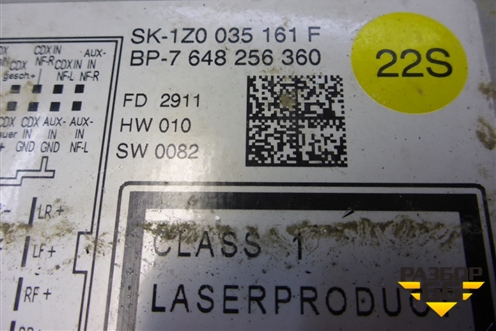 SK-1Z0 035 161 F
BP-7 648 256 360
22S
CDX CDX IN AUX-
IN NF-L NF-R
FD 2911
HW 010
SW 0082
CDX CDX IN AUX-
IN IN IN
GND GND NF-L
LR +
LF +
RF +
CLASS 1
LASERPRODUC
РАЗБОР